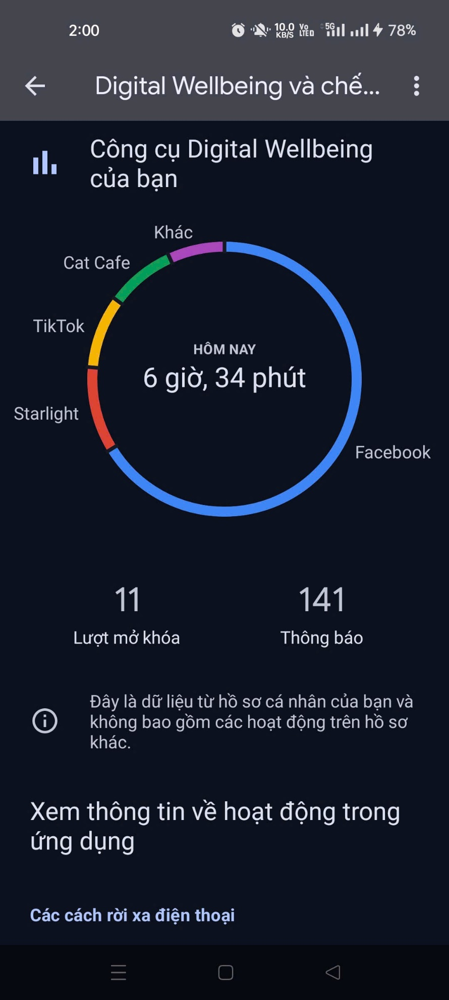 2:00
10.0 KB/S
Vo LTE
5G
78%
Digital Wellbeing và chế...
Công cụ Digital Wellbeing
của bạn
Khác
Cat Cafe
TikTok
HÔM NAY
6 giờ, 34 phút
Starlight
Facebook
11
141
Lượt mở khóa
Thông báo
Đây là dữ liệu từ hồ sơ cá nhân của bạn và
không bao gồm các hoạt động trên hồ sơ
khác.
Xem thông tin về hoạt động trong
ứng dụng
Các cách rời xa điện thoại